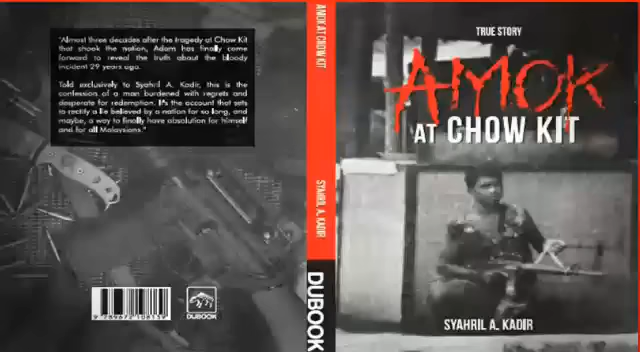 "Almost three decades after the tragedy at Chow Kit
that shook the nation, Adam has finally come
forward to reveal the truth about the bloody
incident 29 years ago.
Told exclusively to Syahril A. Kadir, this is the
confession of a man burdened with regrets and
desperate for redemption. It's the account that sets
to rectify a lie believed by a nation for so long, and
maybe, a way to finally have absolution for himself
and for all Malaysians."
DUBOOK
AMOK AT CHOW KIT
SYAHRIL A. KADIR
DUBOOK
TRUE STORY
AMOK
AT CHOW KIT
SYAHRIL A. KADIR